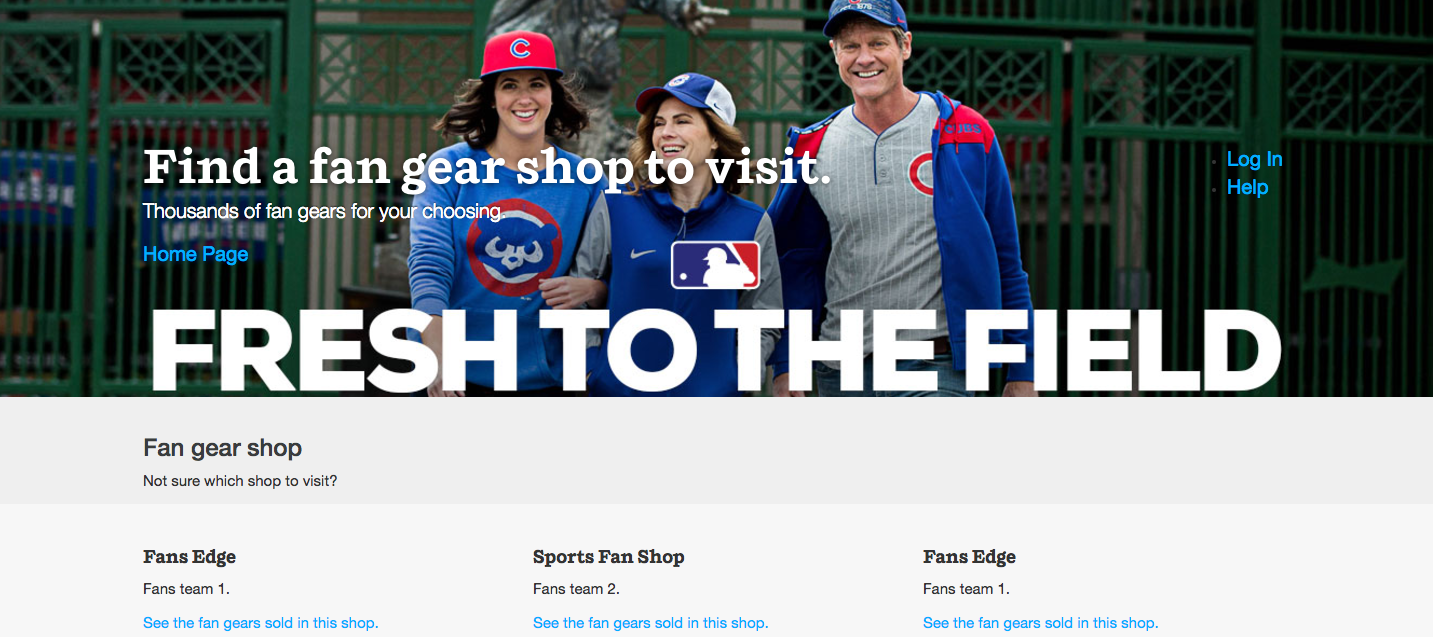 EST. 1876
C
CUBS
C
Find a fan gear shop to visit.
Log In
Thousands of fan gears for your choosing.
Help
Home Page
FRESH TO THE FIELD
Fan gear shop
Not sure which shop to visit?
Fans Edge
Sports Fan Shop
Fans Edge
Fans team 1.
Fans team 2.
Fans team 1.
See the fan gears sold in this shop.
See the fan gears sold in this shop.
See the fan gears sold in this shop.